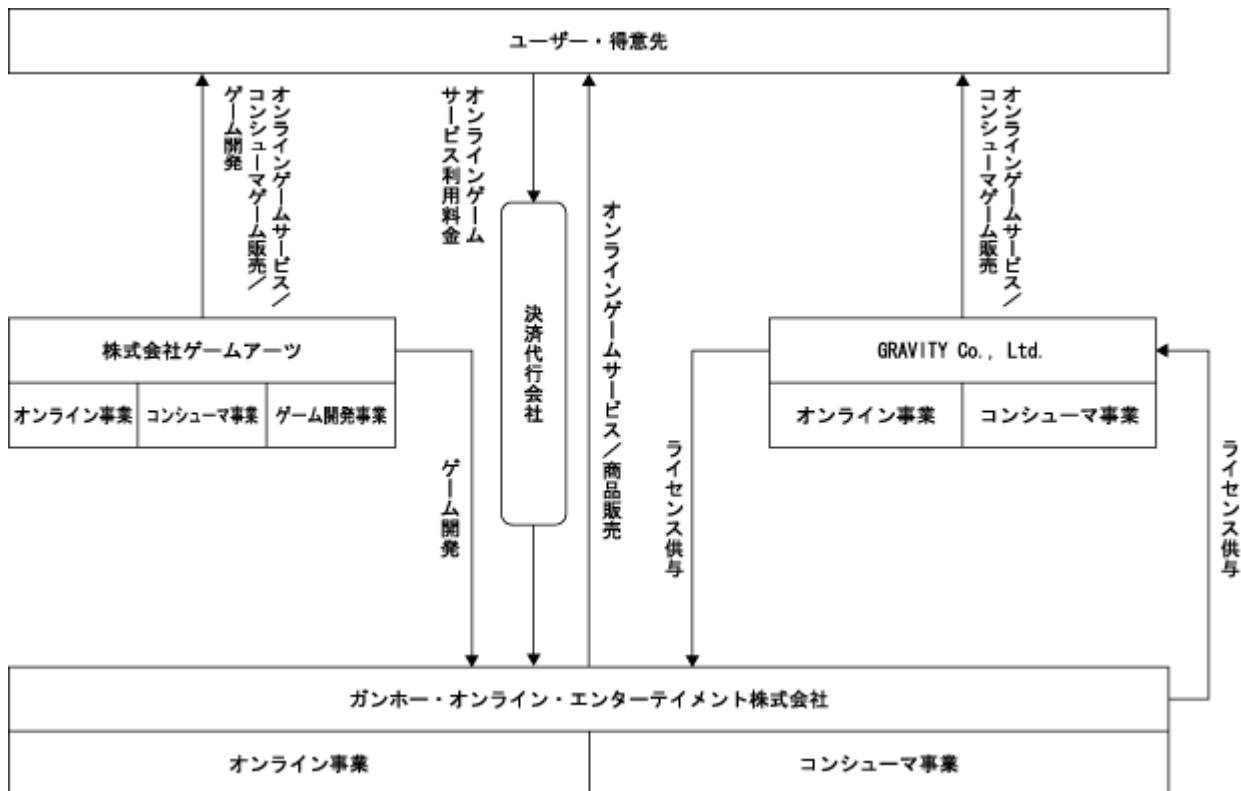 ユーザー・得意先
オンラインゲームサービス／
コンシューマゲーム販売／
ゲーム開発
オンラインゲーム
サービス利用料金
オンラインゲームサービス／商品販売
オンラインゲームサービス／
コンシューマゲーム販売
決済代行会社
株式会社ゲームアーツ
オンライン事業
コンシューマ事業
ゲーム開発事業
GRAVITY Co., Ltd.
オンライン事業
コンシューマ事業
ゲーム開発
ライセンス供与
ライセンス供与
ガンホー・オンライン・エンターテイメント株式会社
オンライン事業
コンシューマ事業